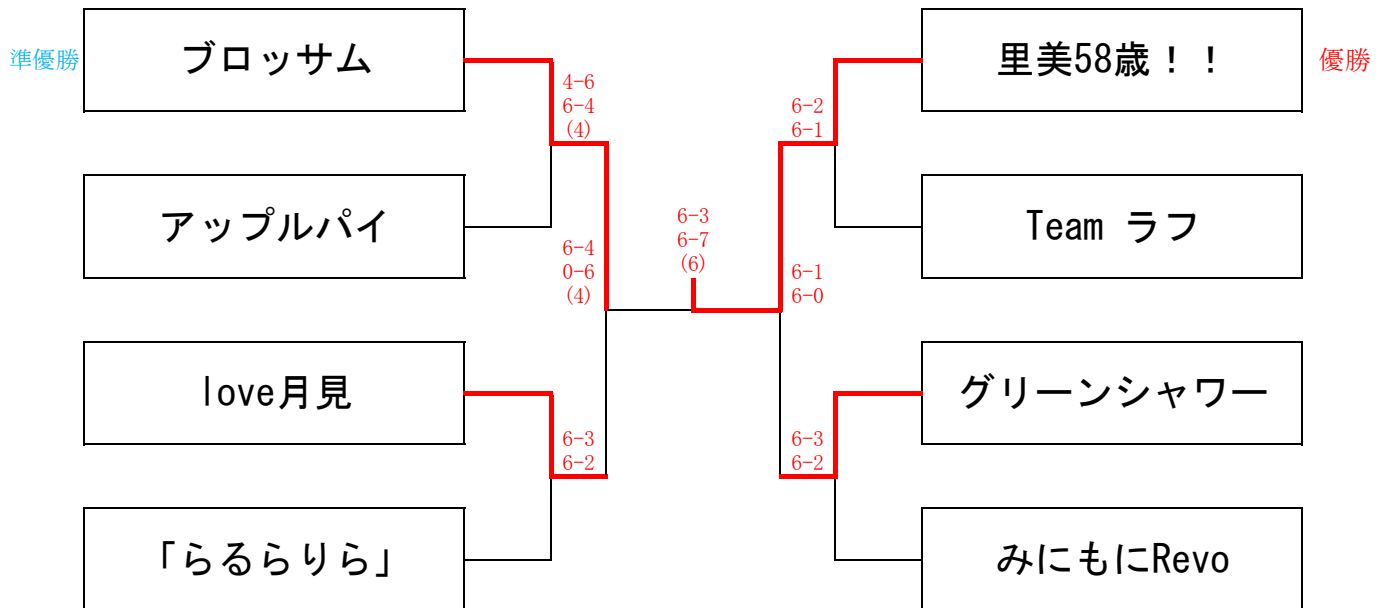 準優勝
ブロッサム
4-6
6-4
(4)
アップルパイ
6-4
0-6
(4)
love月見
6-3
6-2
「らるらりら」
6-3
6-7
(6)
里美58歳！！
優勝
6-2
6-1
Team ラフ
6-1
6-0
グリーンシャワー
6-3
6-2
みにもにRevo